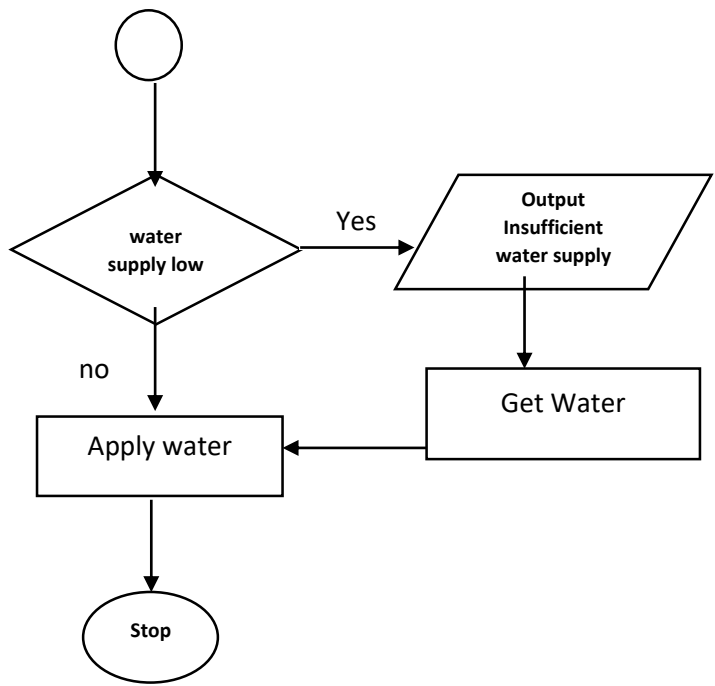 water
supply low
Yes
Output
Insufficient
water supply
no
Get Water
Apply water
Stop